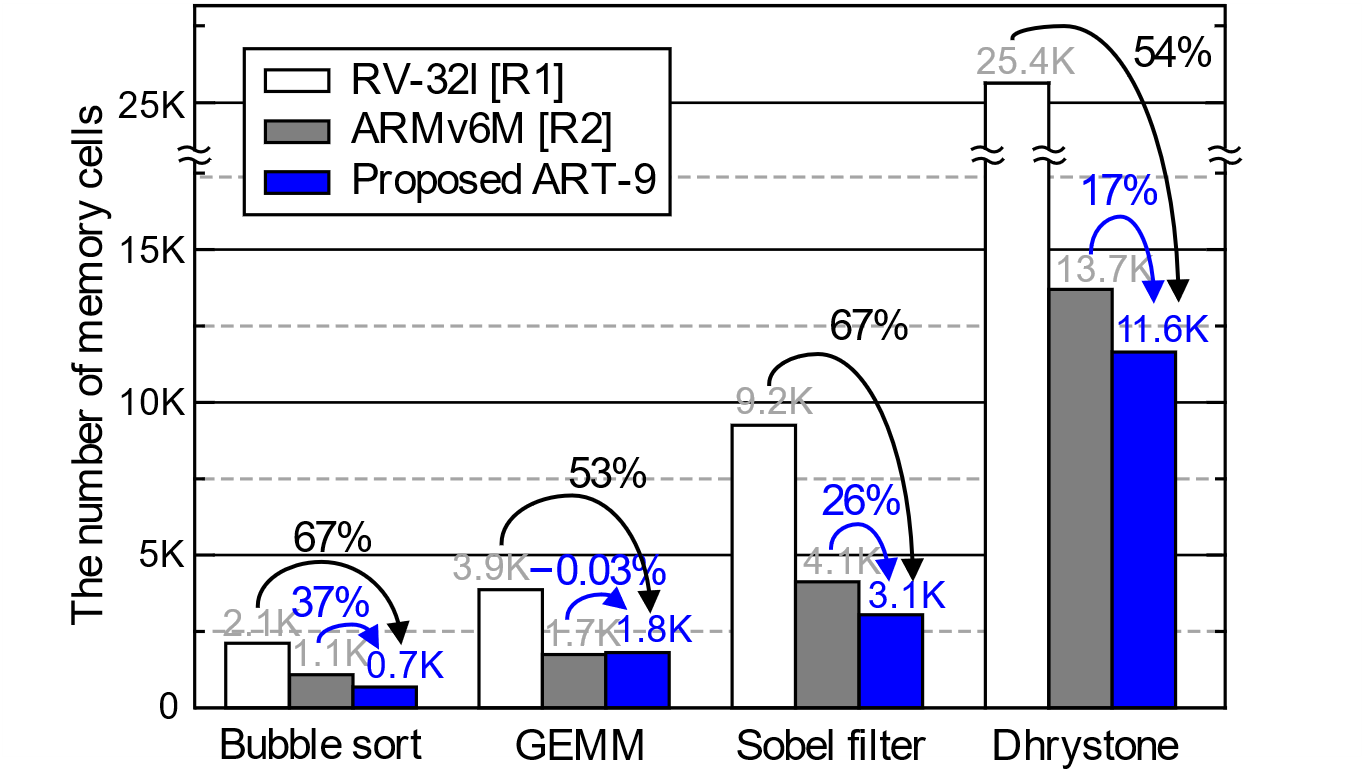 The number of memory cells
25K
15K
10K
5K
0
RV-32I [R1]
ARMv6M [R2]
Proposed ART-9
67%
37%
2.1K
1.1K
0.7K
53%
−0.03%
3.9K
1.7K
1.8K
67%
26%
9.2K
4.1K
3.1K
54%
17%
25.4K
13.7K
11.6K
Bubble sort
GEMM
Sobel filter
Dhrystone